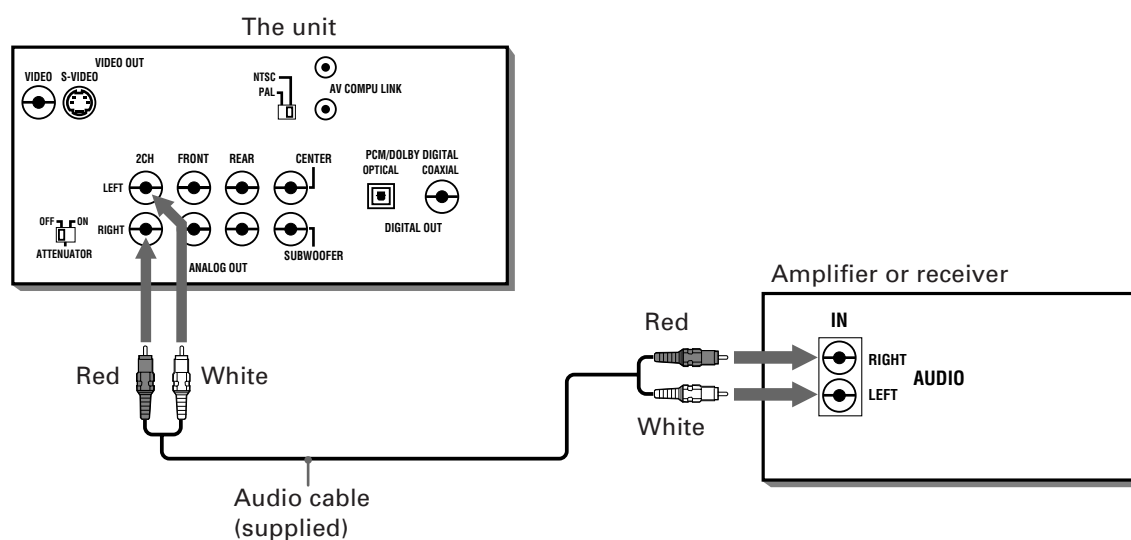 The unit
VIDEO OUT
VIDEO S-VIDEO
NTSC
PAL
AV COMPU LINK
2CH FRONT REAR CENTER
PCM/DOLBY DIGITAL
OPTICAL COAXIAL
LEFT
OFF ON
RIGHT
ATTENUATOR
DIGITAL OUT
SUBWOOFER
ANALOG OUT
Amplifier or receiver
Red
IN
RIGHT
AUDIO
LEFT
Red White
White
Audio cable
(supplied)